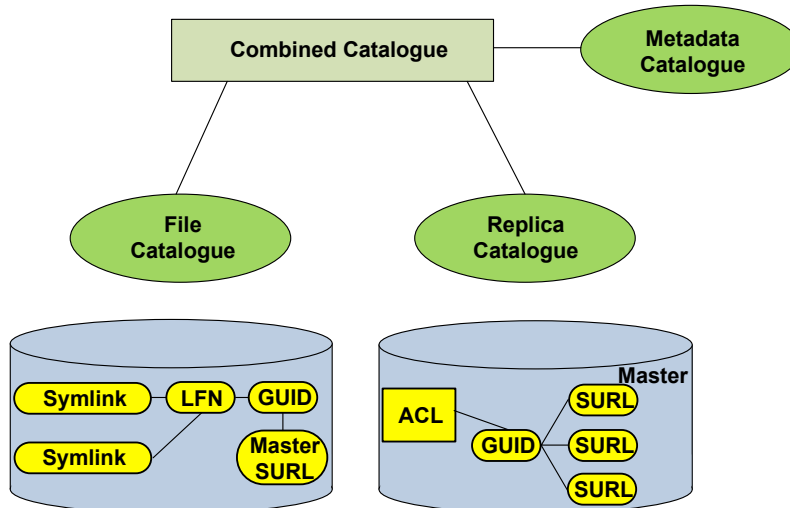 Combined Catalogue
Metadata
Catalogue
File
Catalogue
Replica
Catalogue
Symlink
LFN
GUID
Symlink
Master
SURL
Master
ACL
SURL
GUID
SURL
SURL